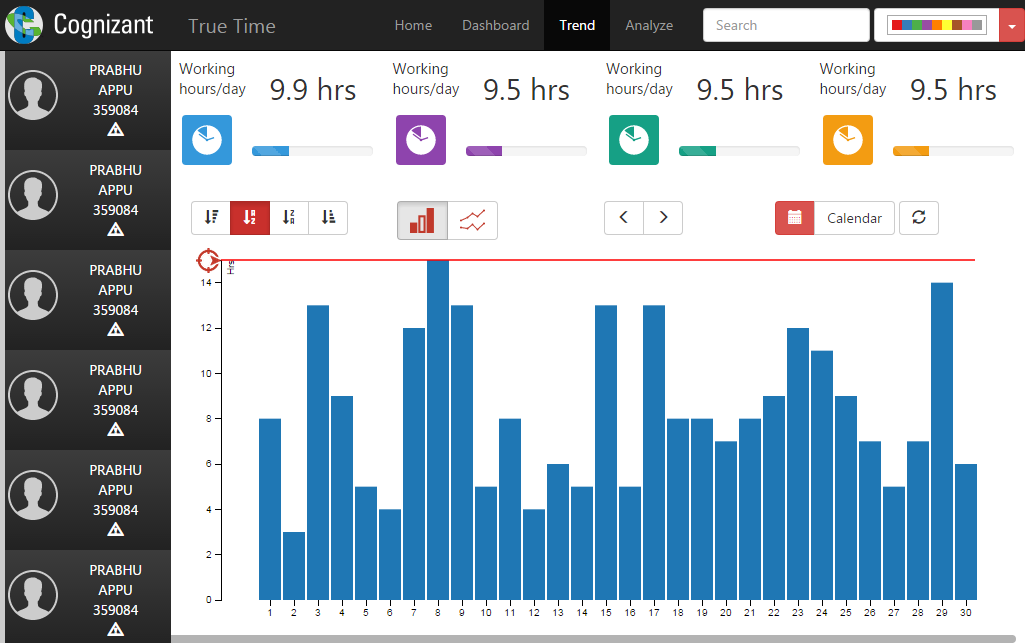 Cognizant
True Time
Home
Dashboard
Trend
Analyze
Search
PRABHU
APPU
359084
PRABHU
APPU
359084
PRABHU
APPU
359084
PRABHU
APPU
359084
PRABHU
APPU
359084
PRABHU
APPU
359084
Working
hours/day
9.9 hrs
Working
hours/day
9.5 hrs
Working
hours/day
9.5 hrs
Working
hours/day
9.5 hrs
A
Z
Z
A
Calendar
Hrs
14
12
10
8
6
4
2
0
1 2 3 4 5 6 7 8 9 10 11 12 13 14 15 16 17 18 19 20 21 22 23 24 25 26 27 28 29 30